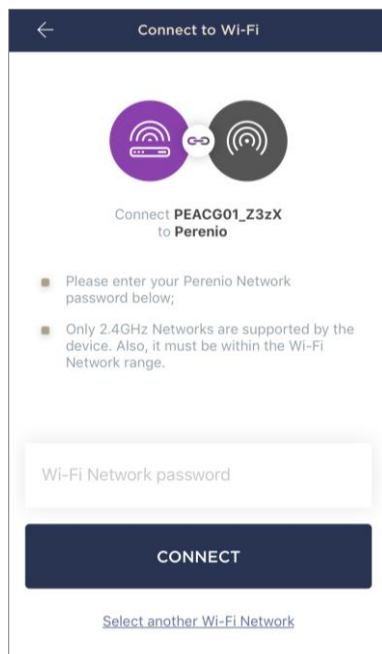 Connect to Wi-Fi
Connect PEACG01_Z3zX
to Perenio
Please enter your Perenio Network
password below;
Only 2.4GHz Networks are supported by the
device. Also, it must be within the Wi-Fi
Network range.
Wi-Fi Network password
CONNECT
Select another Wi-Fi Network